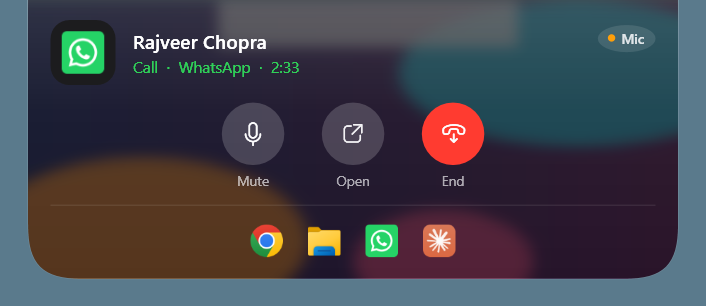 Rajveer Chopra
Mic
Call · WhatsApp · 2:33
Mute
Open
End